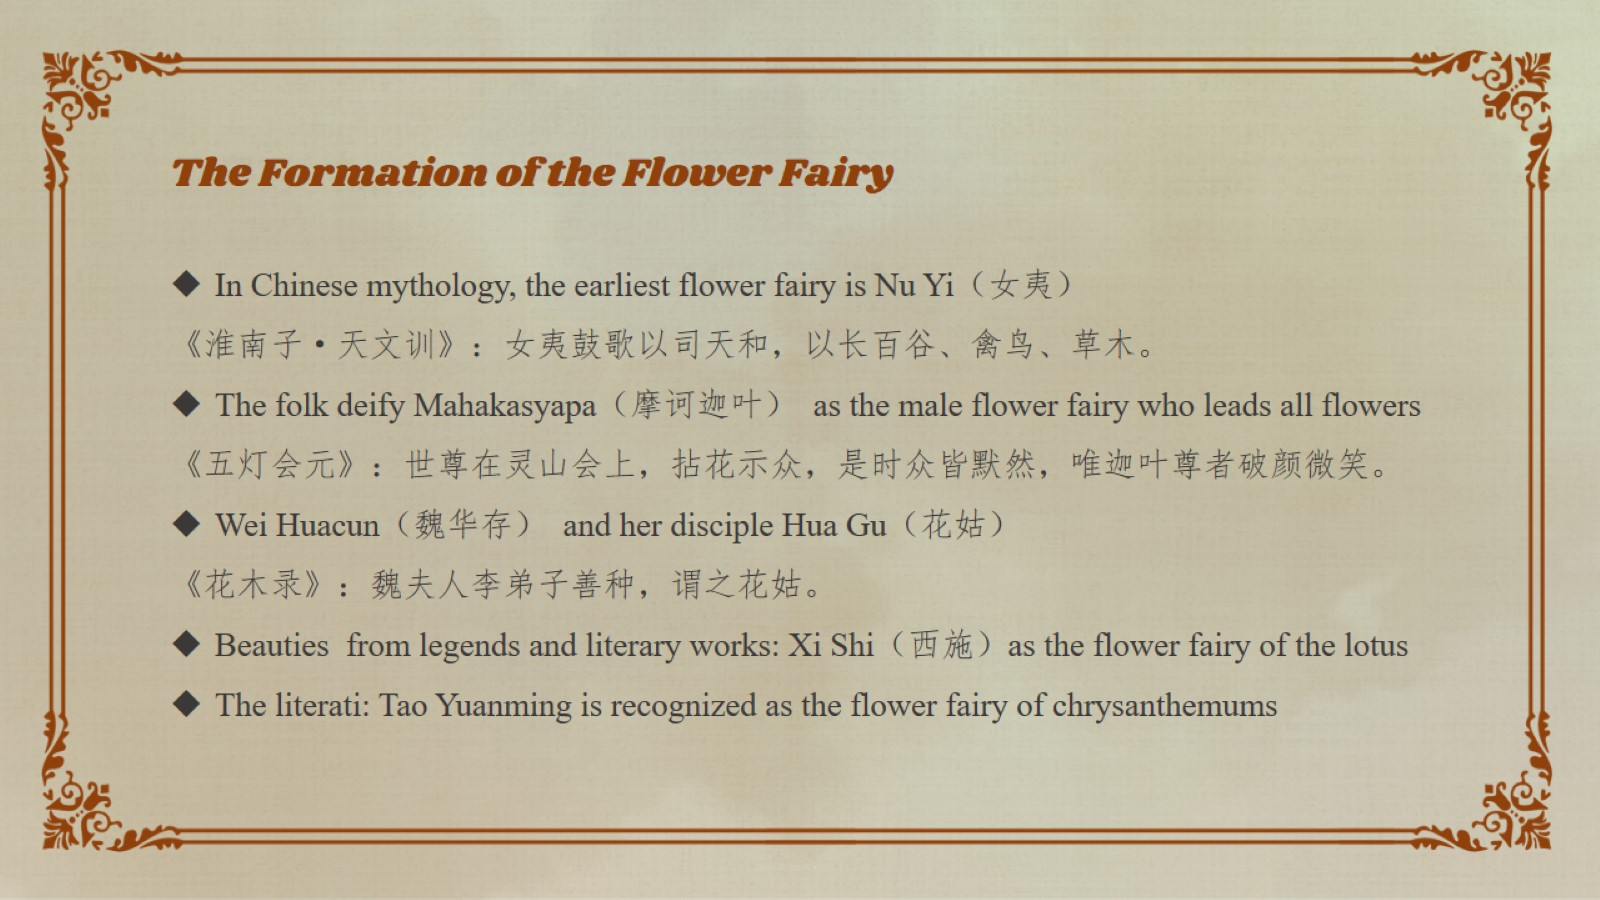 The Formation of the Flower Fairy
◆ In Chinese mythology, the earliest flower fairy is Nu Yi（女夷）
《淮南子·天文训》：女夷鼓歌以司天和，以长百谷、禽鸟、草木。
◆ The folk deify Mahakasyapa（摩诃迦叶） as the male flower fairy who leads all flowers
《五灯会元》：世尊在灵山会上，拈花示众，是时众皆默然，唯迦叶尊者破颜微笑。
◆ Wei Huacun（魏华存） and her disciple Hua Gu（花姑）
《花木录》：魏夫人李弟子善种，谓之花姑。
◆ Beauties from legends and literary works: Xi Shi（西施）as the flower fairy of the lotus
◆ The literati: Tao Yuanming is recognized as the flower fairy of chrysanthemums